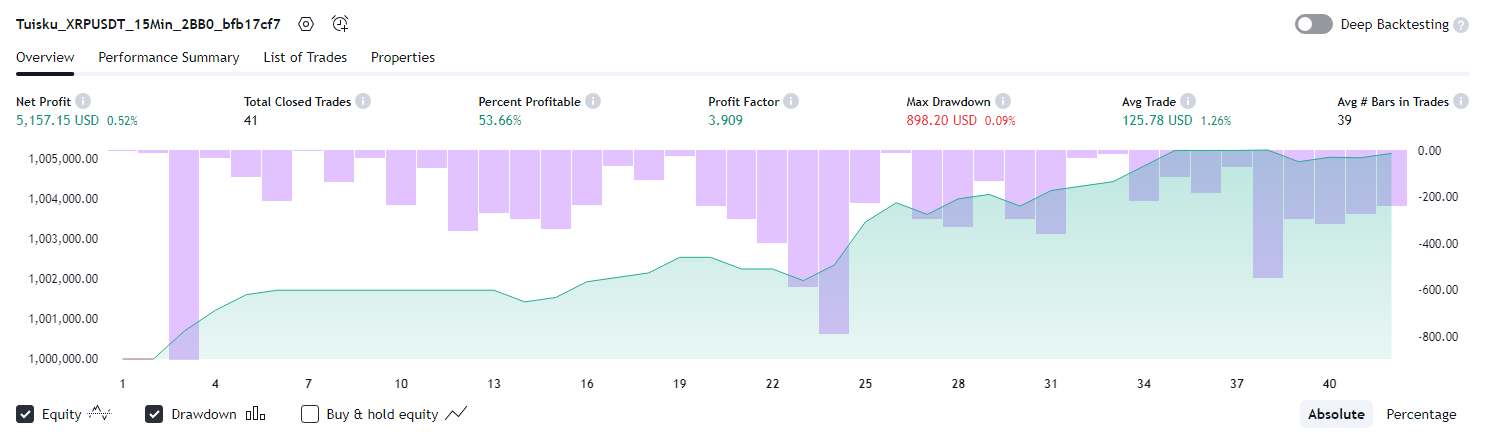 Tuisku_XRPUSDT_15Min_2BB0_bfb17cf7
Deep Backtesting
Overview Performance Summary List of Trades Properties
Net Profit Total Closed Trades Percent Profitable Profit Factor Max Drawdown Avg Trade Avg # Bars in Trades
5,157.15 USD 0.52% 41 53.66% 3.909 898.20 USD 0.09% 125.78 USD 1.26% 39
1,005,000.00 0.00
1,004,000.00 -200.00
1,003,000.00 -400.00
1,002,000.00 -600.00
1,001,000.00 -800.00
1,000,000.00
1 4 7 10 13 16 19 22 25 28 31 34 37 40
Equity Drawdown Buy & hold equity Absolute Percentage